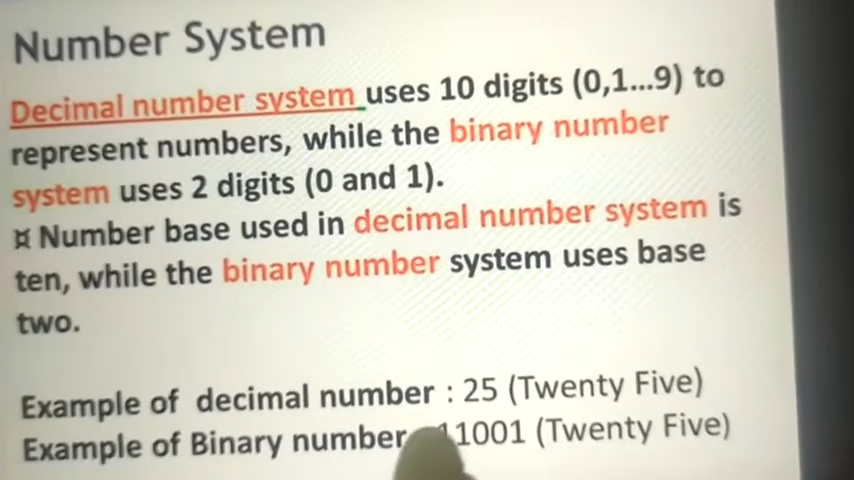 Number System
Decimal number system uses 10 digits (0,1...9) to
represent numbers, while the binary number
system uses 2 digits (0 and 1).
¤ Number base used in decimal number system is
ten, while the binary number system uses base
two.
Example of decimal number : 25 (Twenty Five)
Example of Binary number 11001 (Twenty Five)